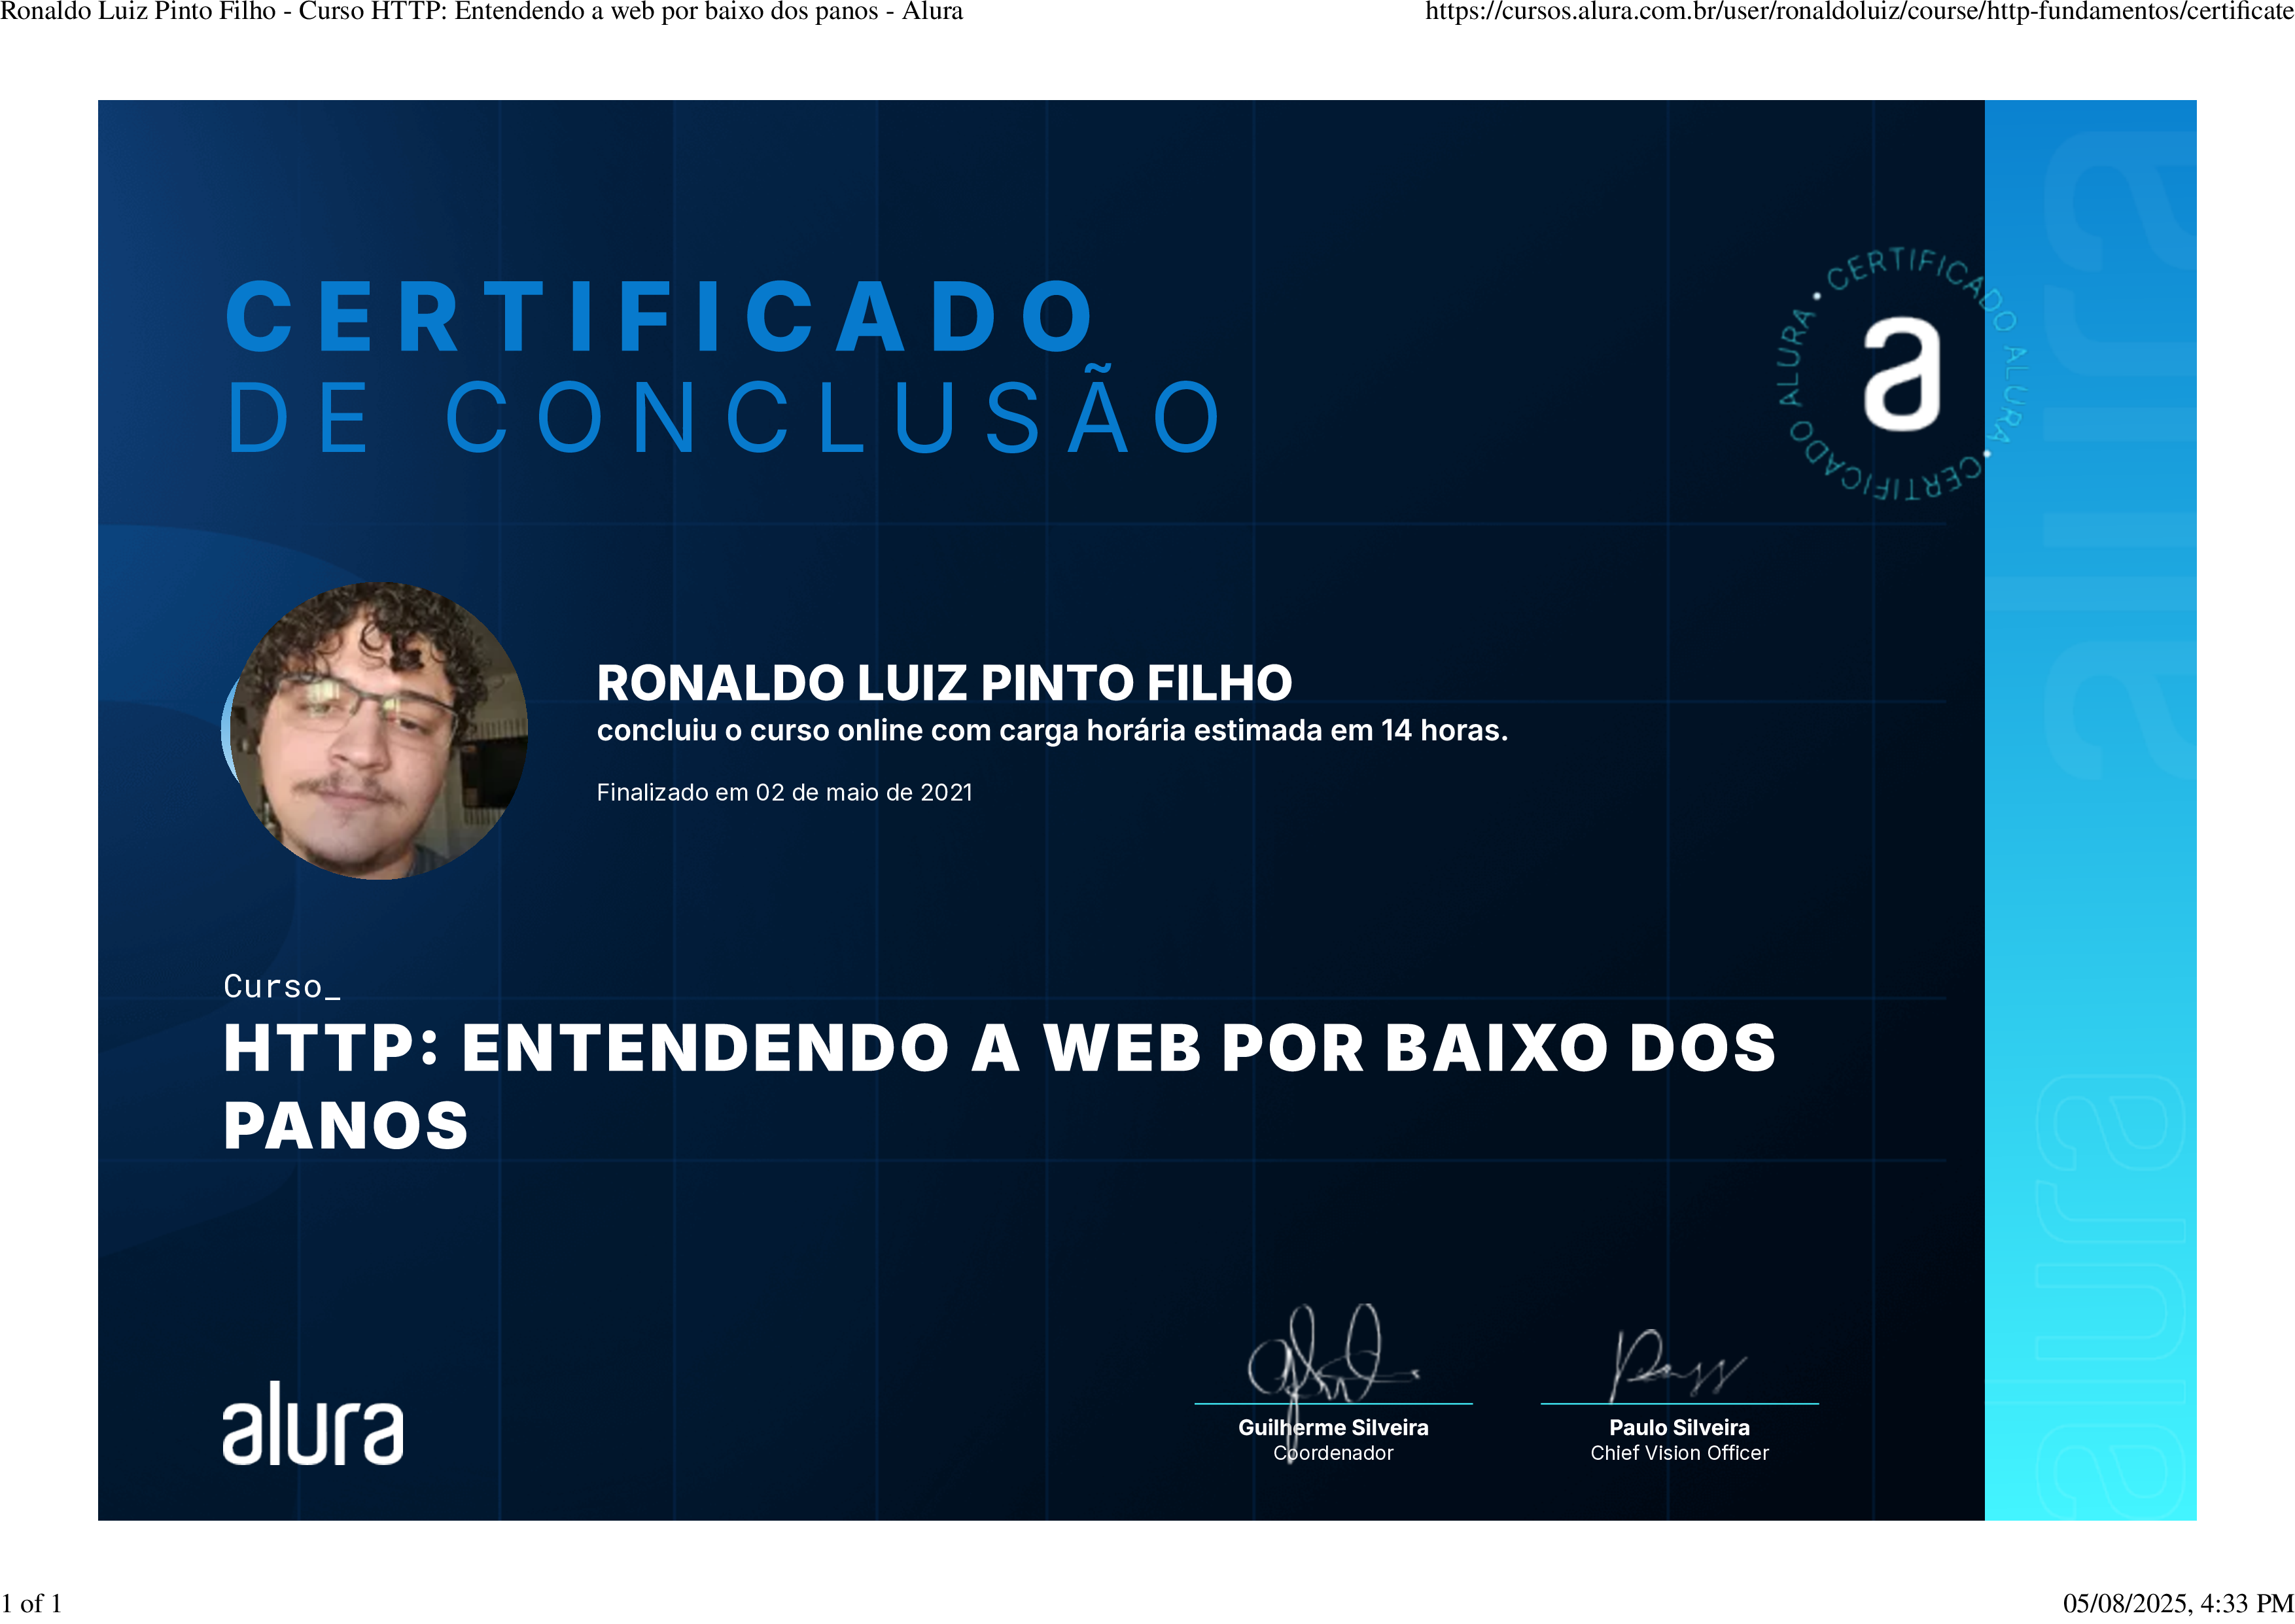 Ronaldo Luiz Pinto Filho - Curso HTTP: Entendendo a web por baixo dos panos - Alura
https://cursos.alura.com.br/user/ronaldoluiz/course/http-fundamentos/certificate
CERTIFICADO
DE CONCLUSÃO
CERTIFICADO ALURA • CERTIFICADO ALURA •
a
alura
RONALDO LUIZ PINTO FILHO
concluiu o curso online com carga horária estimada em 14 horas.
Finalizado em 02 de maio de 2021
Curso_
HTTP: ENTENDENDO A WEB POR BAIXO DOS
PANOS
alura
alura
Guilherme Silveira
Coordenador
Paulo Silveira
Chief Vision Officer
1 of 1
05/08/2025, 4:33 PM